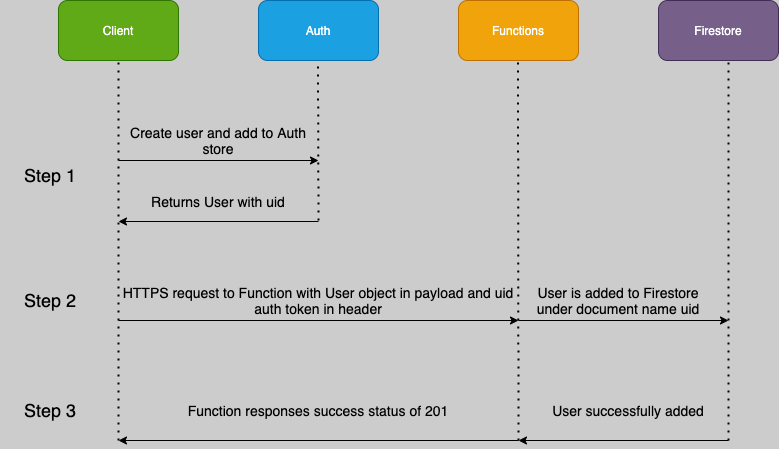 Client
Auth
Functions
Firestore
Create user and add to Auth
store
Step 1
Returns User with uid
HTTPS request to Function with User object in payload and uid
auth token in header
User is added to Firestore
under document name uid
Step 2
Step 3
Function responses success status of 201
User successfully added